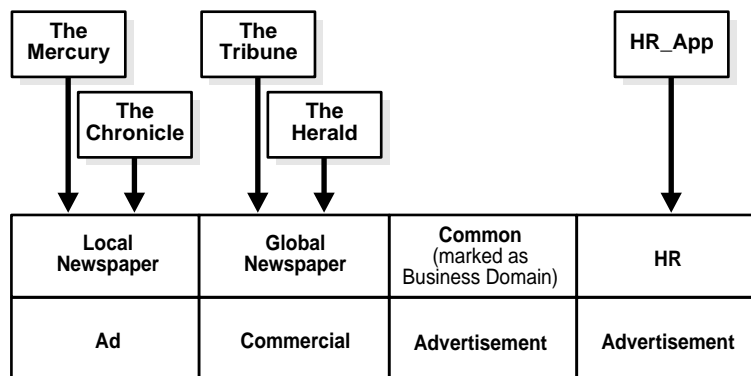 The
Mercury
The
Tribune
HR_App
The
Chronicle
The
Herald
Local
Newspaper
Global
Newspaper
Common
(marked as
Business Domain)
HR
Ad
Commercial
Advertisement
Advertisement